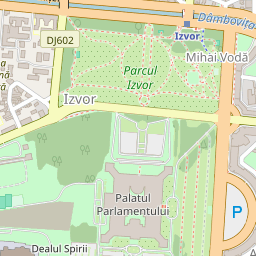 Dâmbovița
DJ602
Izvor
Mihai Vodă
Parcul
Izvor
Izvor
Palatul
Parlamentului
P
Dealul Spirii